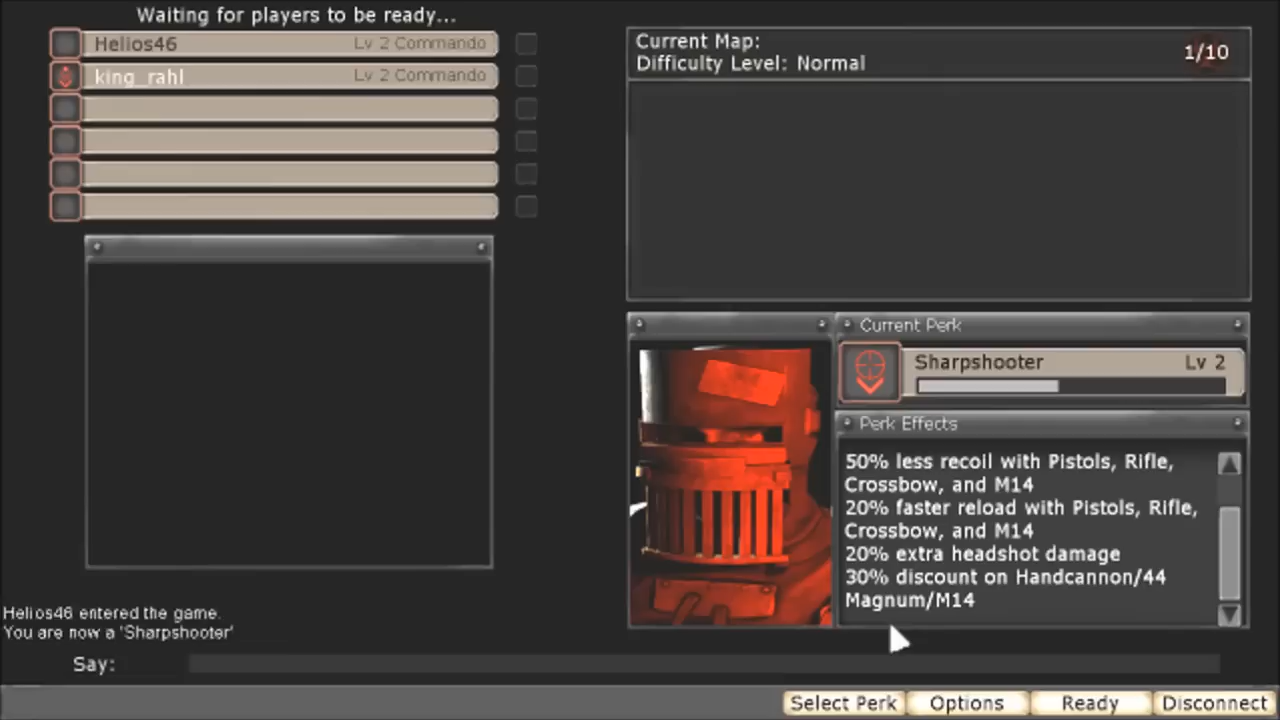 Waiting for players to be ready...
Helios46 Lv 2 Commando
king_rahl Lv 2 Commando
Current Map:
Difficulty Level: Normal
1/10
Current Perk
Sharpshooter Lv 2
Perk Effects
50% less recoil with Pistols, Rifle,
Crossbow, and M14
20% faster reload with Pistols, Rifle,
Crossbow, and M14
20% extra headshot damage
30% discount on Handcannon/44
Magnum/M14
Helios46 entered the game.
You are now a 'Sharpshooter'
Say:
Select Perk Options Ready Disconnect